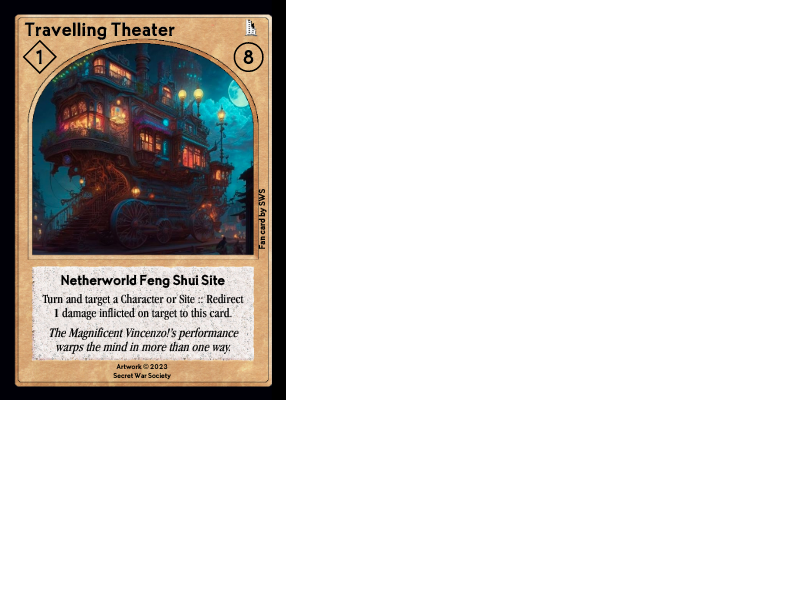 Travelling Theater
1
8
Fan card by SWS
Netherworld Feng Shui Site
Turn and target a Character or Site :: Redirect
1 damage inflicted on target to this card.
The Magnificent Vincenzo!'s performance
warps the mind in more than one way.
Artwork © 2023
Secret War Society